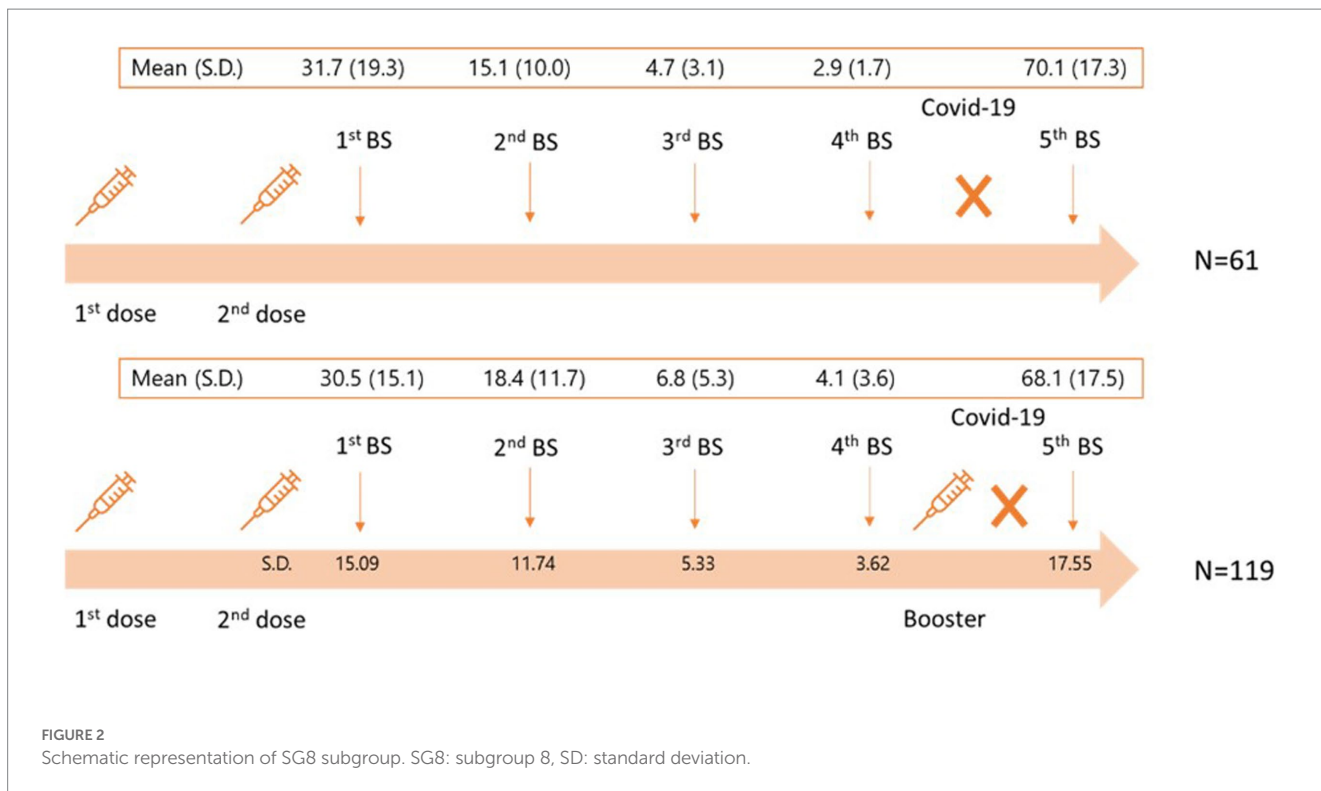 Mean (S.D.) 31.7 (19.3) 15.1 (10.0) 4.7 (3.1) 2.9 (1.7) 70.1 (17.3)
Covid-19
1st BS 2nd BS 3rd BS 4th BS 5th BS
N=61
1st dose 2nd dose
Mean (S.D.) 30.5 (15.1) 18.4 (11.7) 6.8 (5.3) 4.1 (3.6) 68.1 (17.5)
Covid-19
1st BS 2nd BS 3rd BS 4th BS 5th BS
S.D. 15.09 11.74 5.33 3.62 17.55
N=119
1st dose 2nd dose Booster
FIGURE 2
Schematic representation of SG8 subgroup. SG8: subgroup 8, SD: standard deviation.